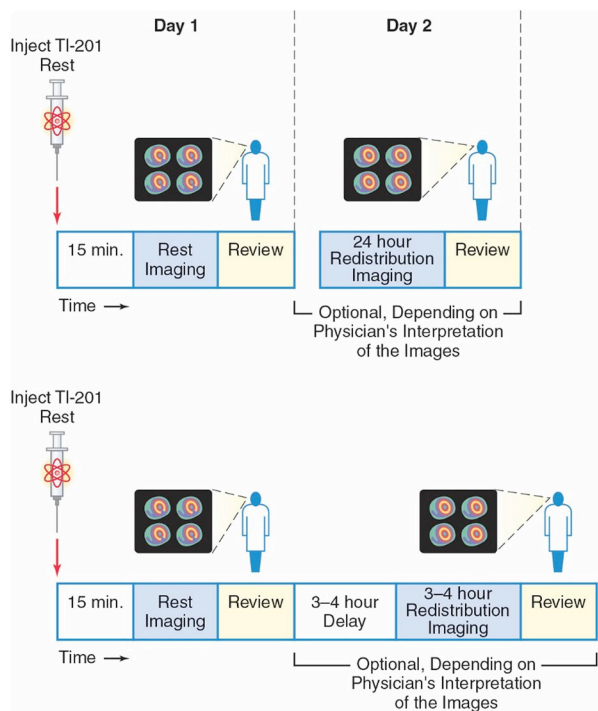 Day 1
Day 2
Inject TI-201
Rest
15 min.
Rest
Imaging
Review
24 hour
Redistribution
Imaging
Review
Time
Optional, Depending on
Physician's Interpretation
of the Images
Inject TI-201
Rest
15 min.
Rest
Imaging
Review
3–4 hour
Delay
3–4 hour
Redistribution
Imaging
Review
Time
Optional, Depending on
Physician's Interpretation
of the Images